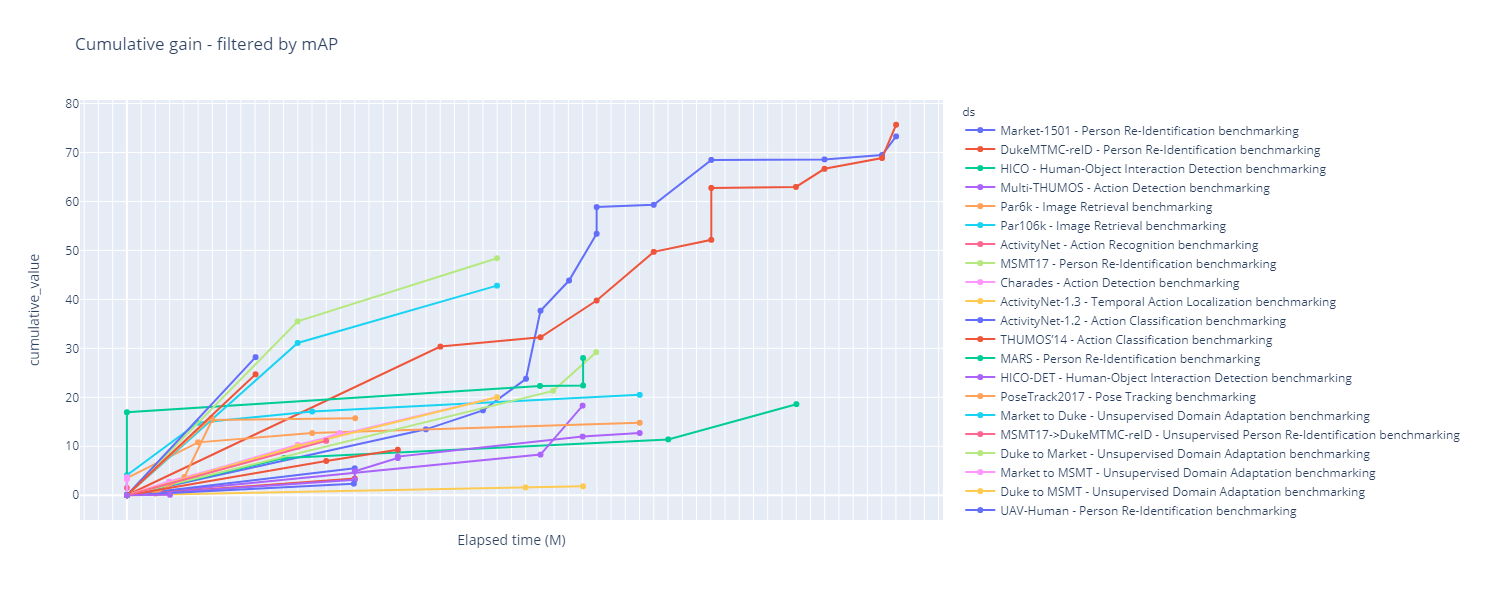 Cumulative gain - filtered by mAP
80
70
60
50
40
30
20
10
0
cumulative_value
Elapsed time (M)
ds
Market-1501 - Person Re-Identification benchmarking
DukeMTMC-reID - Person Re-Identification benchmarking
HICO - Human-Object Interaction Detection benchmarking
Multi-THUMOS - Action Detection benchmarking
Par6k - Image Retrieval benchmarking
Par106k - Image Retrieval benchmarking
ActivityNet - Action Recognition benchmarking
MSMT17 - Person Re-Identification benchmarking
Charades - Action Detection benchmarking
ActivityNet-1.3 - Temporal Action Localization benchmarking
ActivityNet-1.2 - Action Classification benchmarking
THUMOS'14 - Action Classification benchmarking
MARS - Person Re-Identification benchmarking
HICO-DET - Human-Object Interaction Detection benchmarking
PoseTrack2017 - Pose Tracking benchmarking
Market to Duke - Unsupervised Domain Adaptation benchmarking
MSMT17->DukeMTMC-reID - Unsupervised Person Re-Identification benchmarking
Duke to Market - Unsupervised Domain Adaptation benchmarking
Market to MSMT - Unsupervised Domain Adaptation benchmarking
Duke to MSMT - Unsupervised Domain Adaptation benchmarking
UAV-Human - Person Re-Identification benchmarking